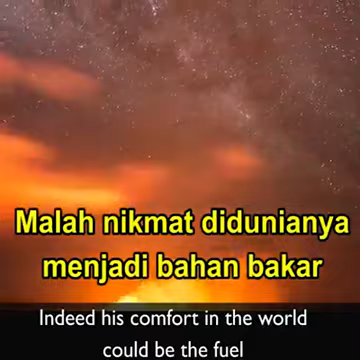 Malah nikmat didunianya
menjadi bahan bakar
Indeed his comfort in the world
could be the fuel